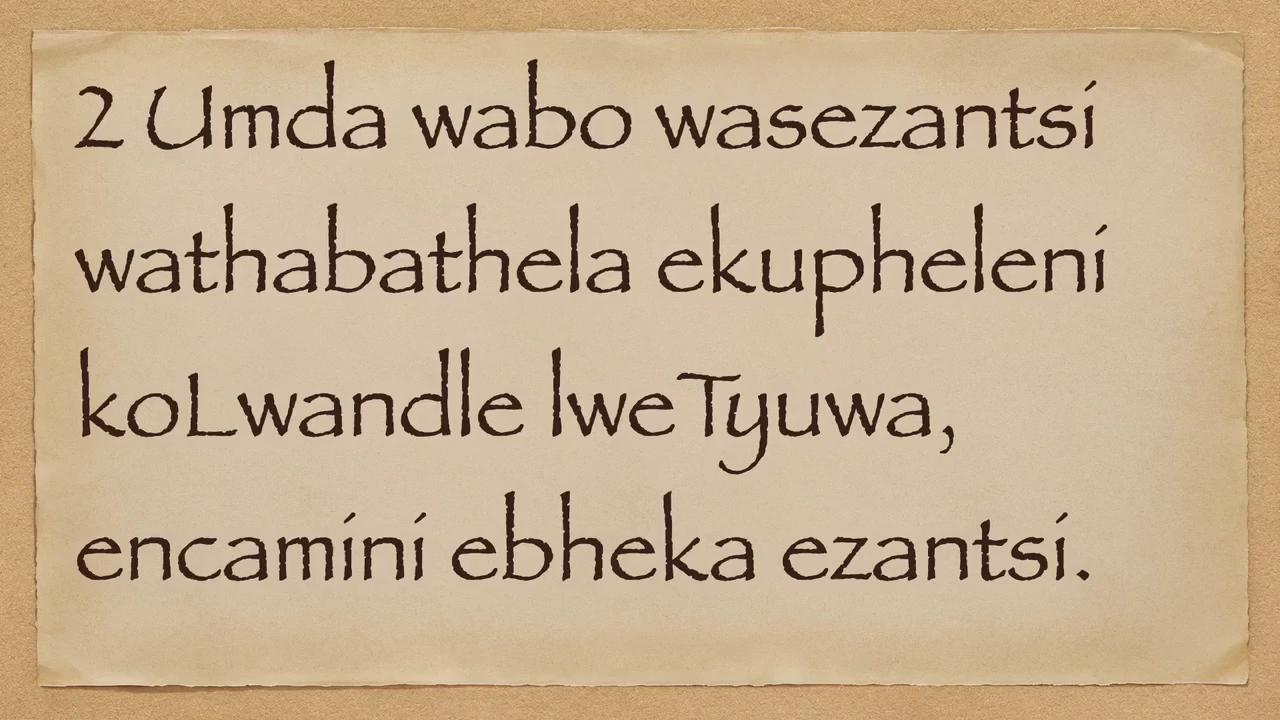 2 Umda wabo wasezantsi
wathabathela ekupheleni
koLwandle lweTyuwa,
encamini ebheka ezantsi.